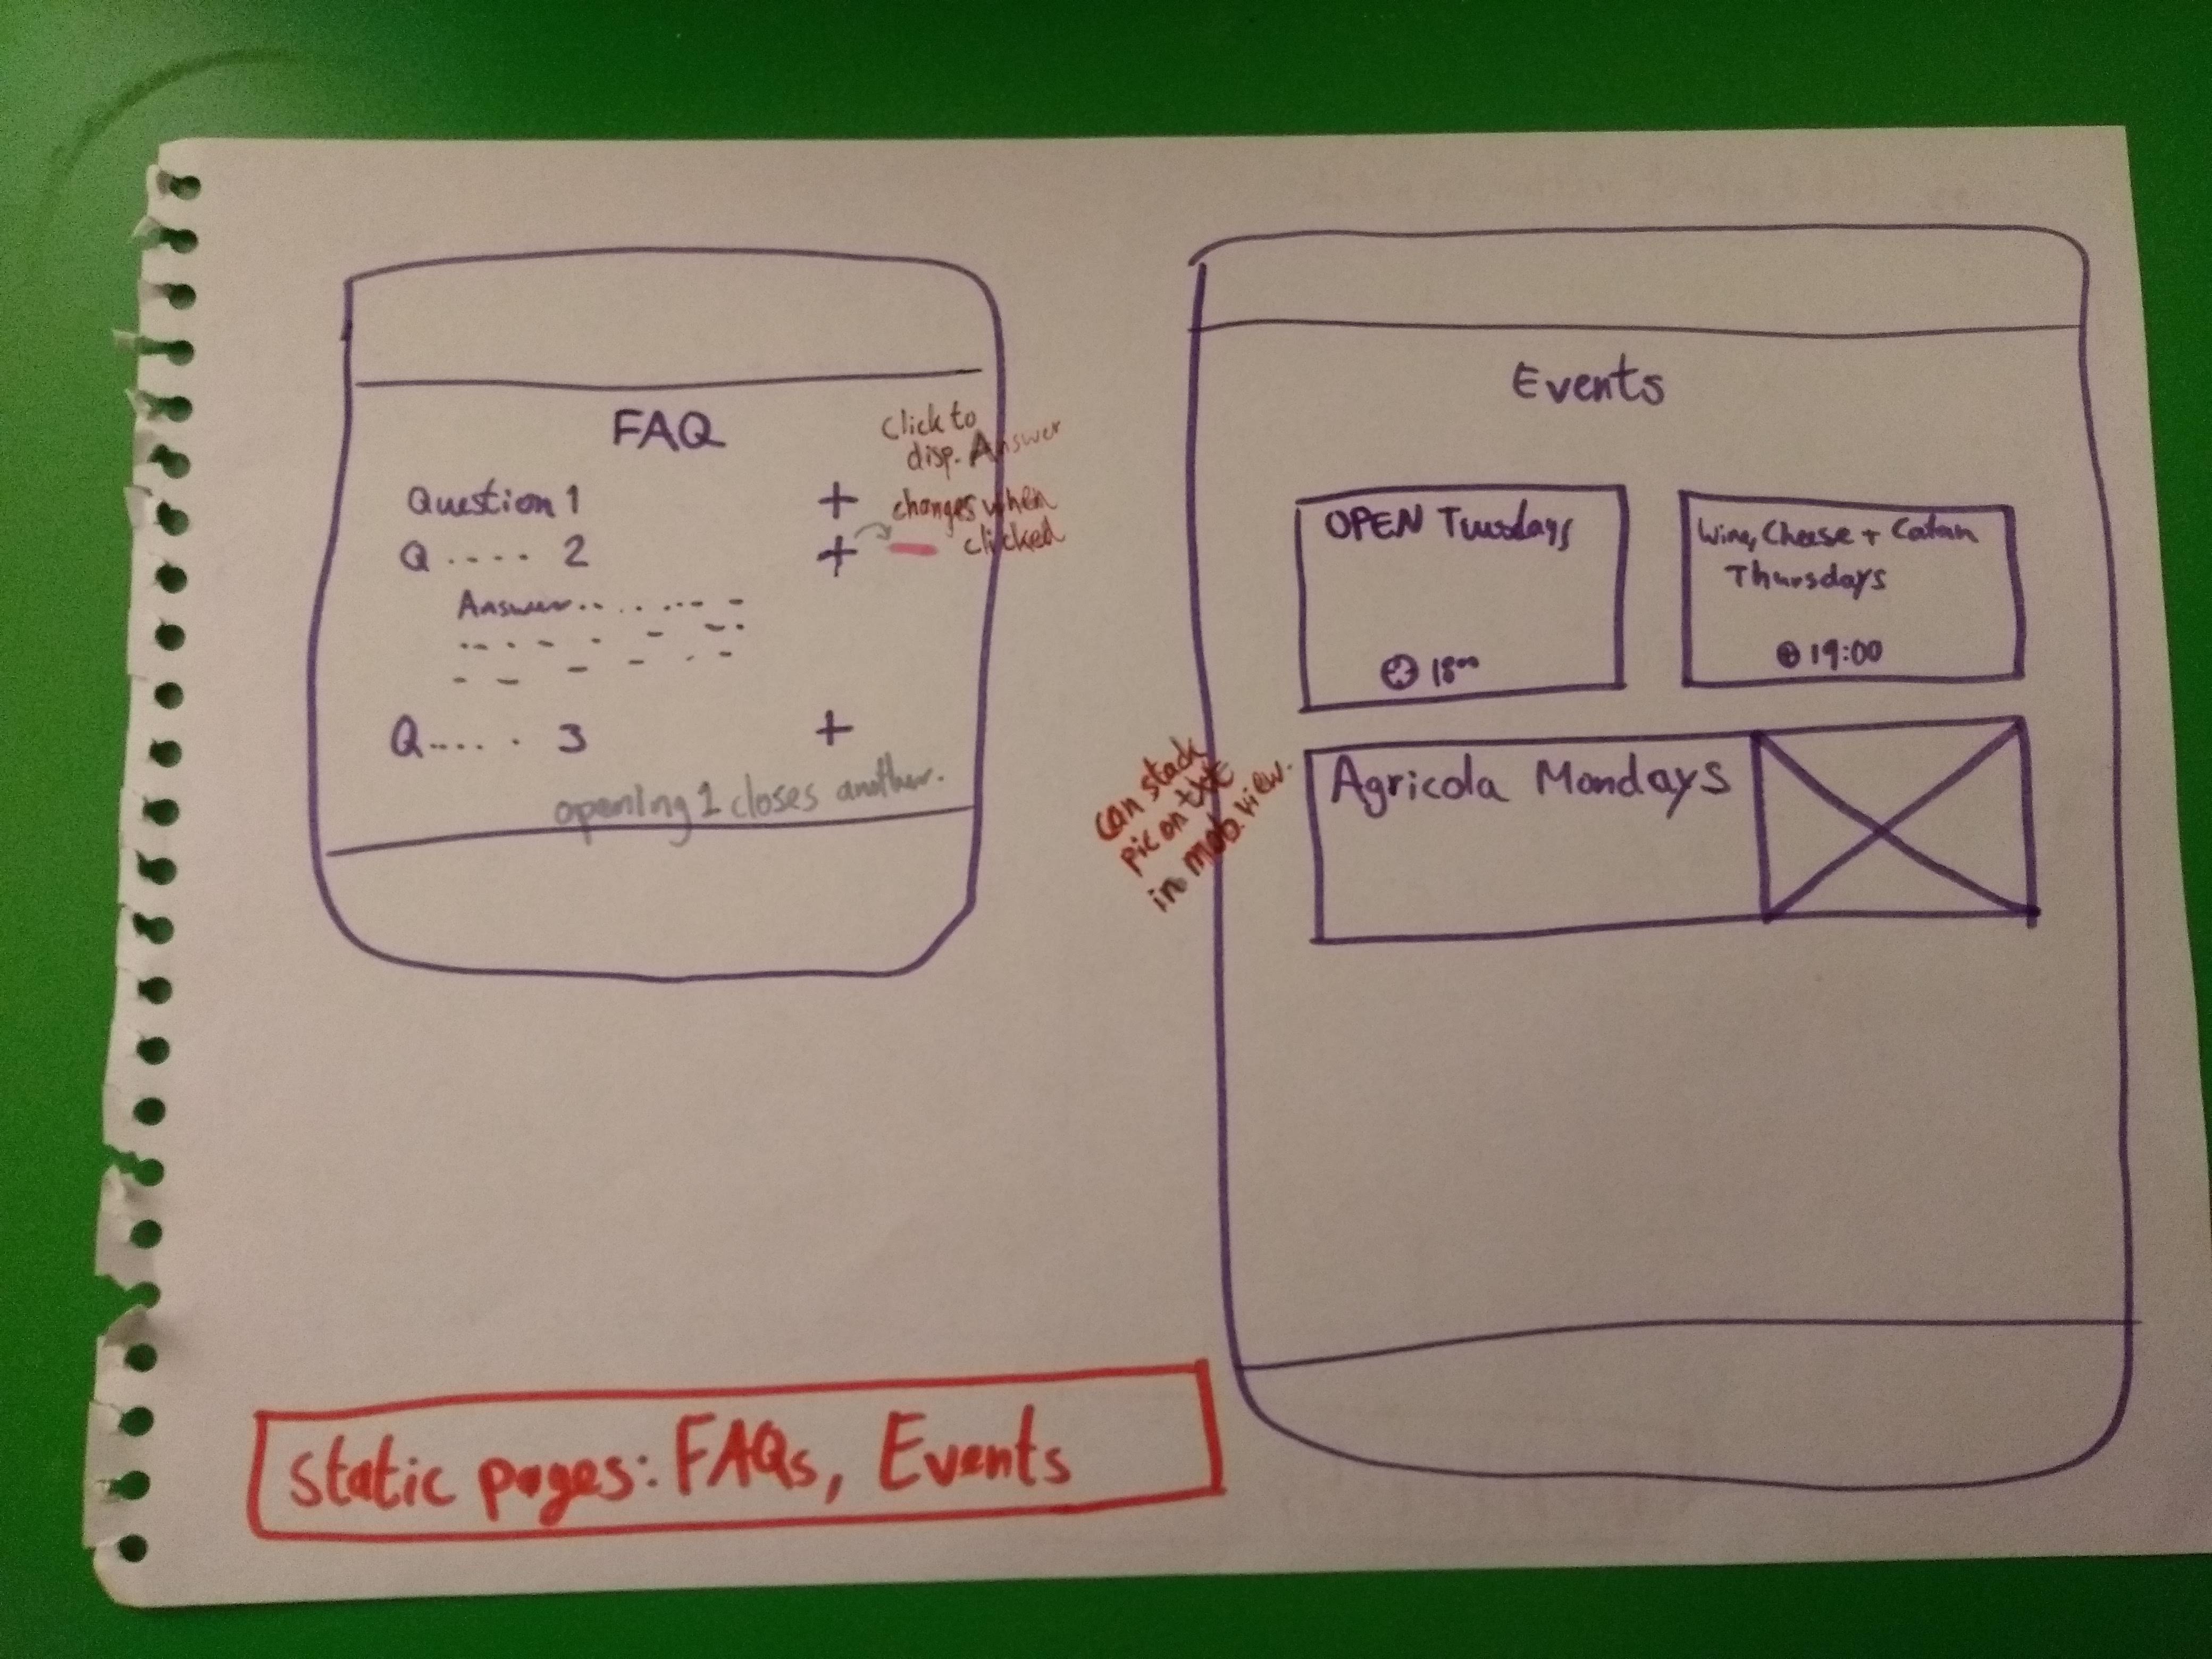 FAQ
click to
disp. Answer
Question 1 +
changes when
clicked
Q .... 2 +
Answer...
Q.... . 3 +
opening 1 closes another.
Events
OPEN Tuesdays
18⁰⁰
Wine, Cheese + Catan
Thursdays
19:00
can stack
pic on txt
in mob. view.
Agricola Mondays
static pages: FAQs, Events